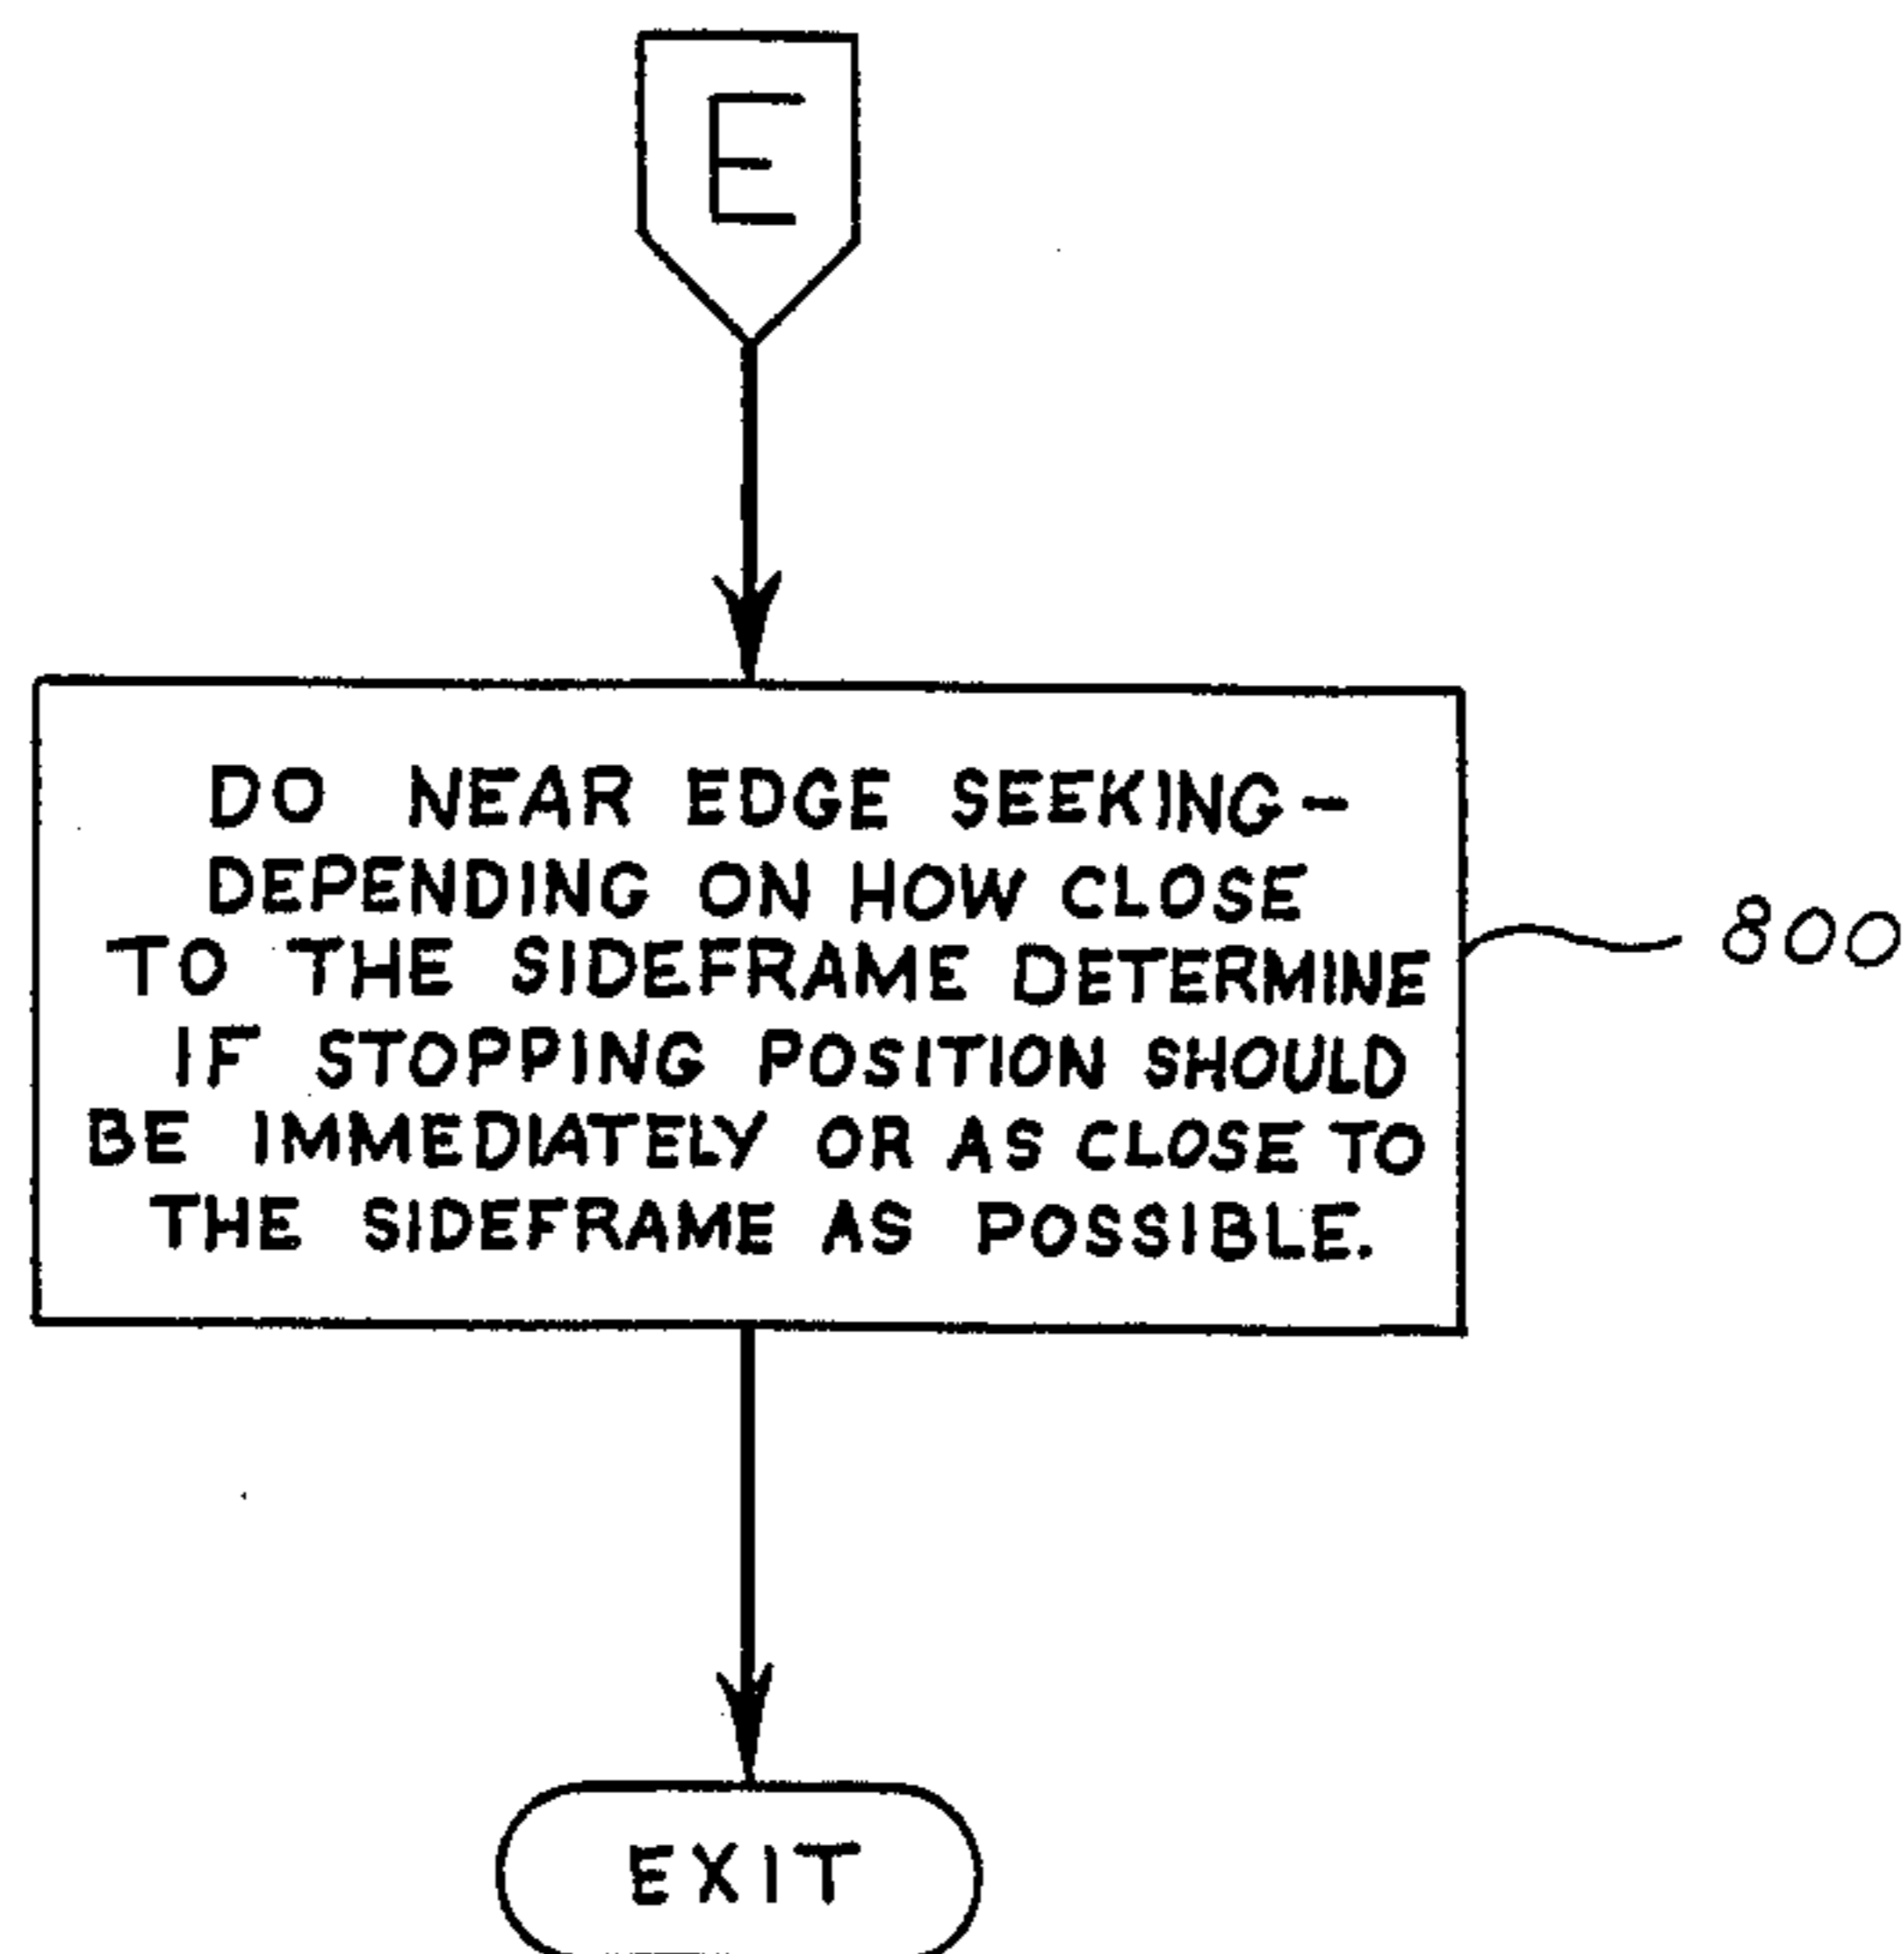 E
DO NEAR EDGE SEEKING-
DEPENDING ON HOW CLOSE
TO THE SIDEFRAME DETERMINE
IF STOPPING POSITION SHOULD
BE IMMEDIATELY OR AS CLOSE TO
THE SIDEFRAME AS POSSIBLE.
800
EXIT